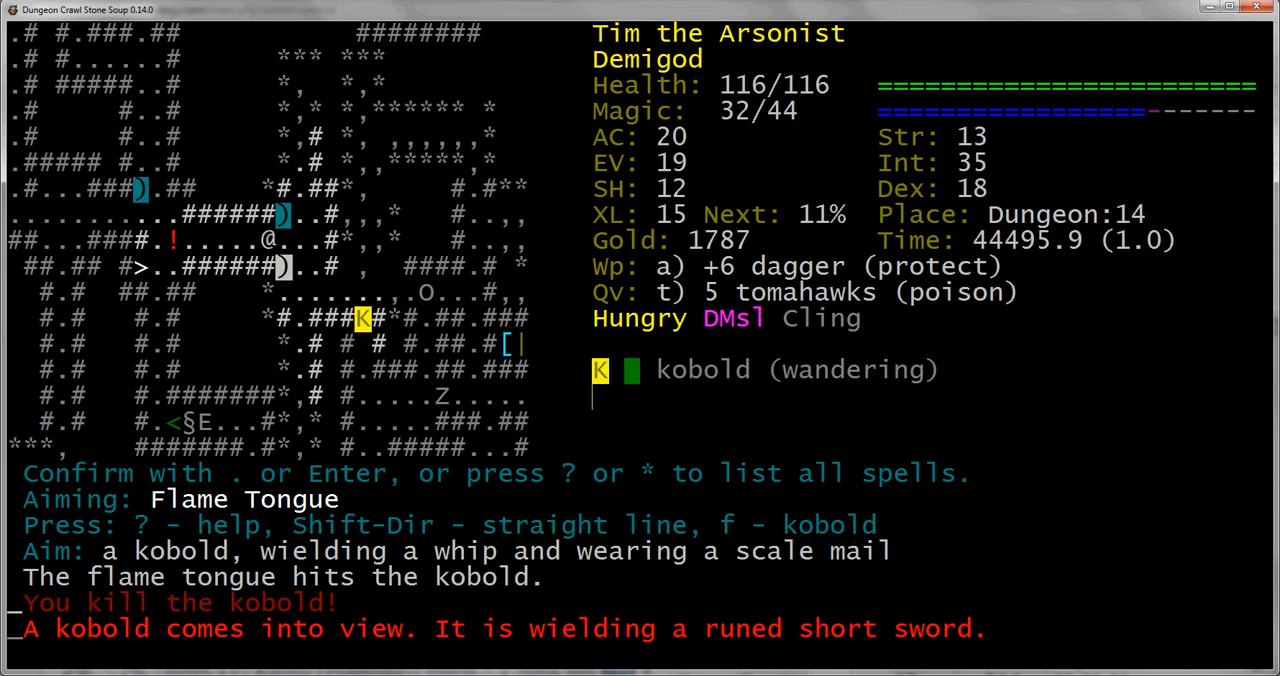 Dungeon Crawl Stone Soup 0.14.0
.# #.###.## ######## Tim the Arsonist
.# #......# *** *** Demigod
.# #####..# *, *,* Health: 116/116 ========================
.# #..# *,* *,****** * Magic: 32/44 =================-------
.# #..# *,# *, ,,,,,,* AC: 20 Str: 13
.##### #..# *.# *,*****,* EV: 19 Int: 35
.#...###).## *#.##*, #.#** SH: 12 Dex: 18
...........######)..#,,,* #..,, XL: 15 Next: 11% Place: Dungeon:14
##...####.!.....@...#*,,* #..., Gold: 1787 Time: 44495.9 (1.0)
##.## #>..######)..# , ####.# * Wp: a) +6 dagger (protect)
#.# ##.## *.......,.o...#,, Qv: t) 5 tomahawks (poison)
#.# #.# *#.###K#*#.##.### Hungry DMsl Cling
#.# #.# *.# # # #.##.#[|
#.# #.# *.# #.###.##.### K kobold (wandering)
#.# #.#######*,# #.....Z.....
#.# #.<§E...#*,* #.....###.##
***, #######.#*,* #..#####...#
Confirm with . or Enter, or press ? or * to list all spells.
Aiming: Flame Tongue
Press: ? - help, Shift-Dir - straight line, f - kobold
Aim: a kobold, wielding a whip and wearing a scale mail
The flame tongue hits the kobold.
_You kill the kobold!
_A kobold comes into view. It is wielding a runed short sword.